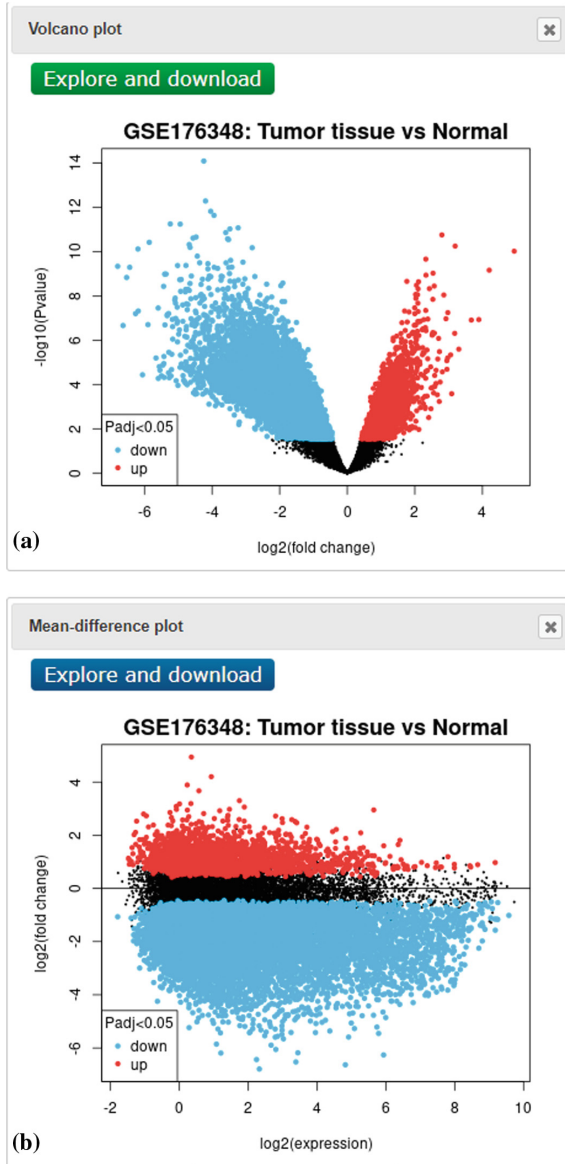 Volcano plot
Explore and download
GSE176348: Tumor tissue vs Normal
14
12
10
8
6
4
2
0
-log10(Pvalue)
Padj<0.05
down
up
-6 -4 -2 0 2 4
log2(fold change)
(a)
Mean-difference plot
Explore and download
GSE176348: Tumor tissue vs Normal
4
2
0
-2
-4
-6
log2(fold change)
Padj<0.05
down
up
-2 0 2 4 6 8 10
log2(expression)
(b)